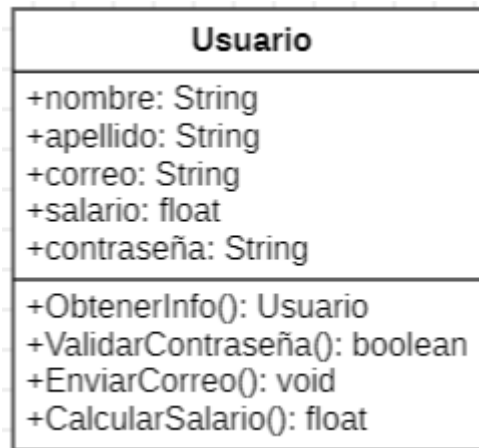 Usuario
+nombre: String
+apellido: String
+correo: String
+salario: float
+contraseña: String
+ObtenerInfo(): Usuario
+ValidarContraseña(): boolean
+EnviarCorreo(): void
+CalcularSalario(): float